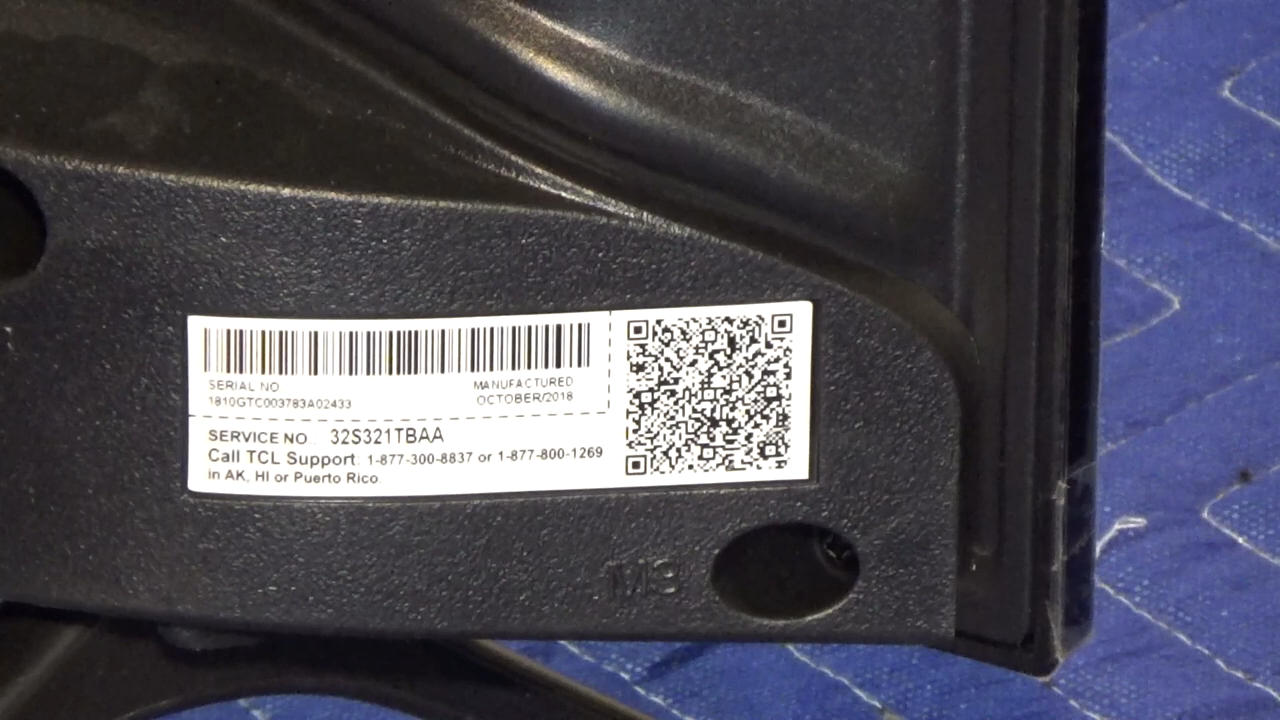 SERIAL NO
1810GTC003783A02433
MANUFACTURED
OCTOBER/2018
SERVICE NO.: 32S321TBAA
Call TCL Support: 1-877-300-8837 or 1-877-800-1269
in AK, HI or Puerto Rico.
M3